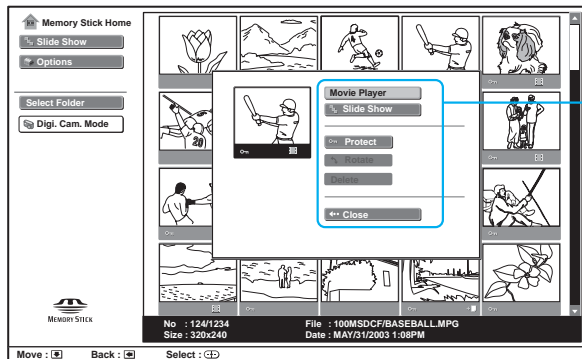 Memory Stick Home
Slide Show
Options
Select Folder
Digi. Cam. Mode
MEMORY STICK
20
Movie Player
Slide Show
Protect
Rotate
Delete
Close
No : 124/1234
File : 100MSDCF/BASEBALL.MPG
Size : 320x240
Date : MAY/31/2003 1:08PM
Move :
Back :
Select :